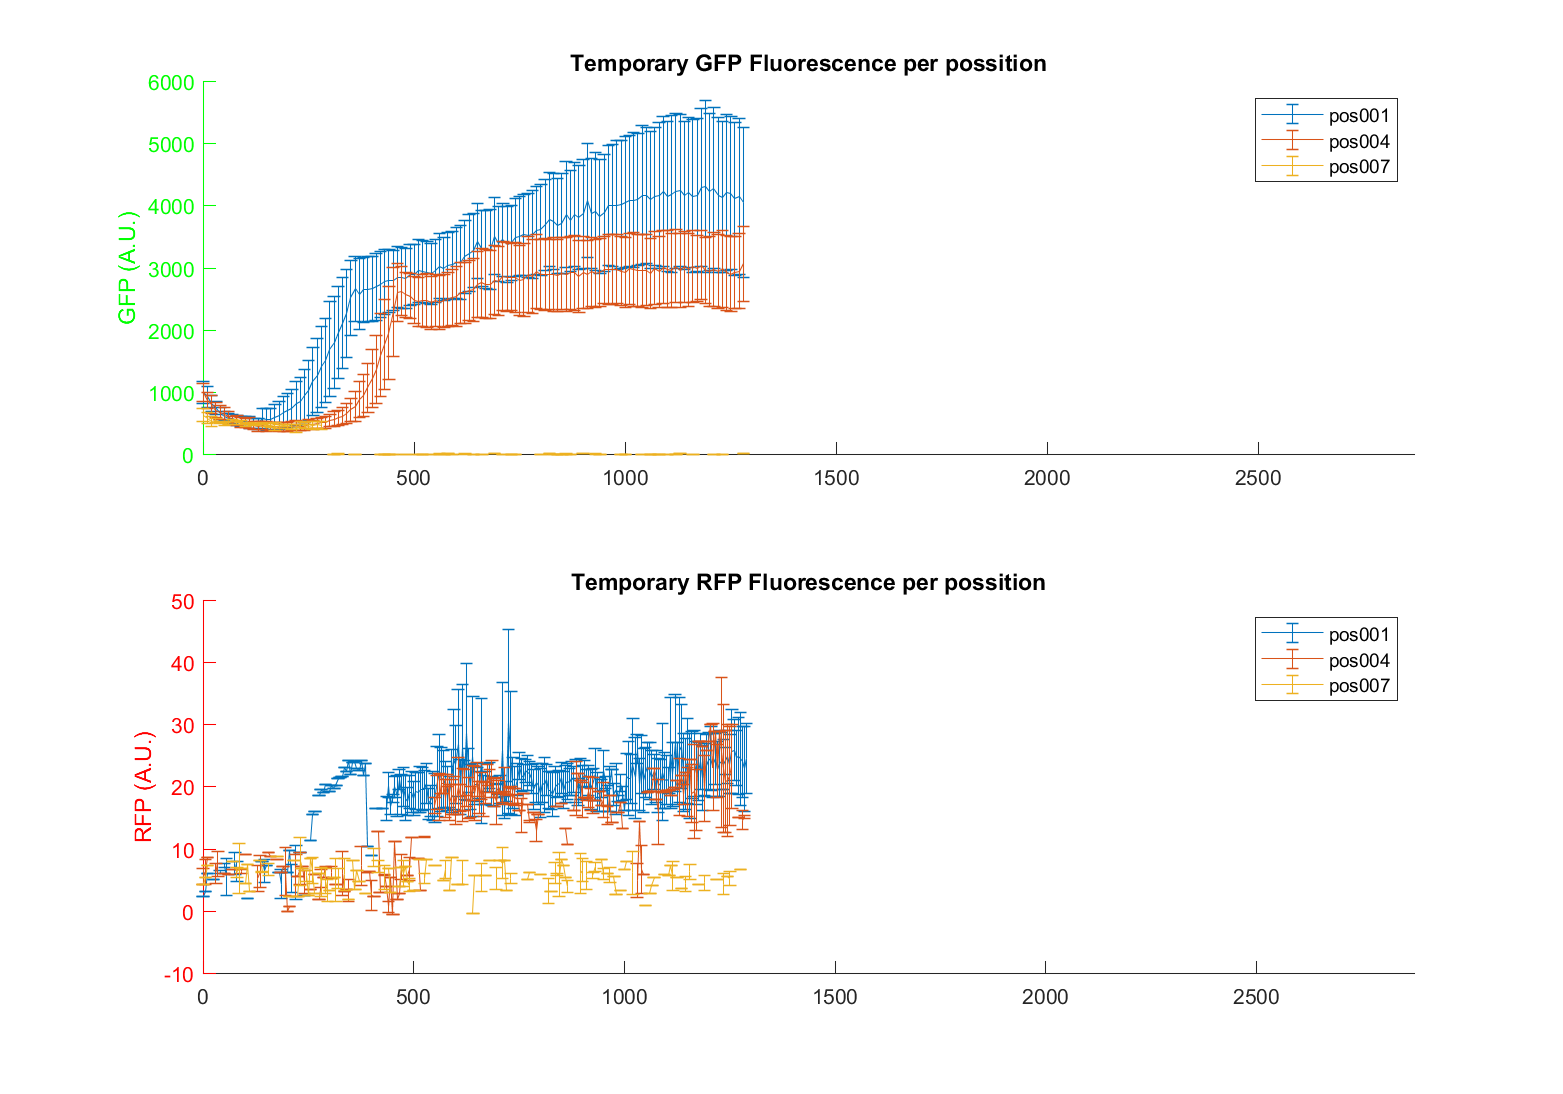 Temporary GFP Fluorescence per possition
6000
5000
4000
3000
2000
1000
0
GFP (A.U.)
0 500 1000 1500 2000 2500
pos001
pos004
pos007
Temporary RFP Fluorescence per possition
50
40
30
20
10
0
-10
RFP (A.U.)
0 500 1000 1500 2000 2500
pos001
pos004
pos007